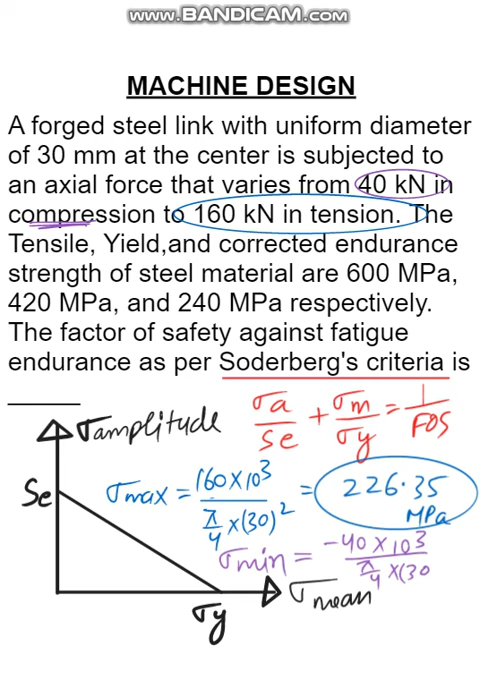 www.BANDICAM.com
MACHINE DESIGN
A forged steel link with uniform diameter
of 30 mm at the center is subjected to
an axial force that varies from 40 kN in
compression to 160 kN in tension. The
Tensile, Yield,and corrected endurance
strength of steel material are 600 MPa,
420 MPa, and 240 MPa respectively.
The factor of safety against fatigue
endurance as per Soderberg's criteria is
______
σamplitude
σa/Se + σm/σy = 1/FOS
Se
σmax = 160×10³/(π/4 ×(30)²) = 226.35 MPa
σmin = -40×10³/(π/4 ×(30
σmean
σy